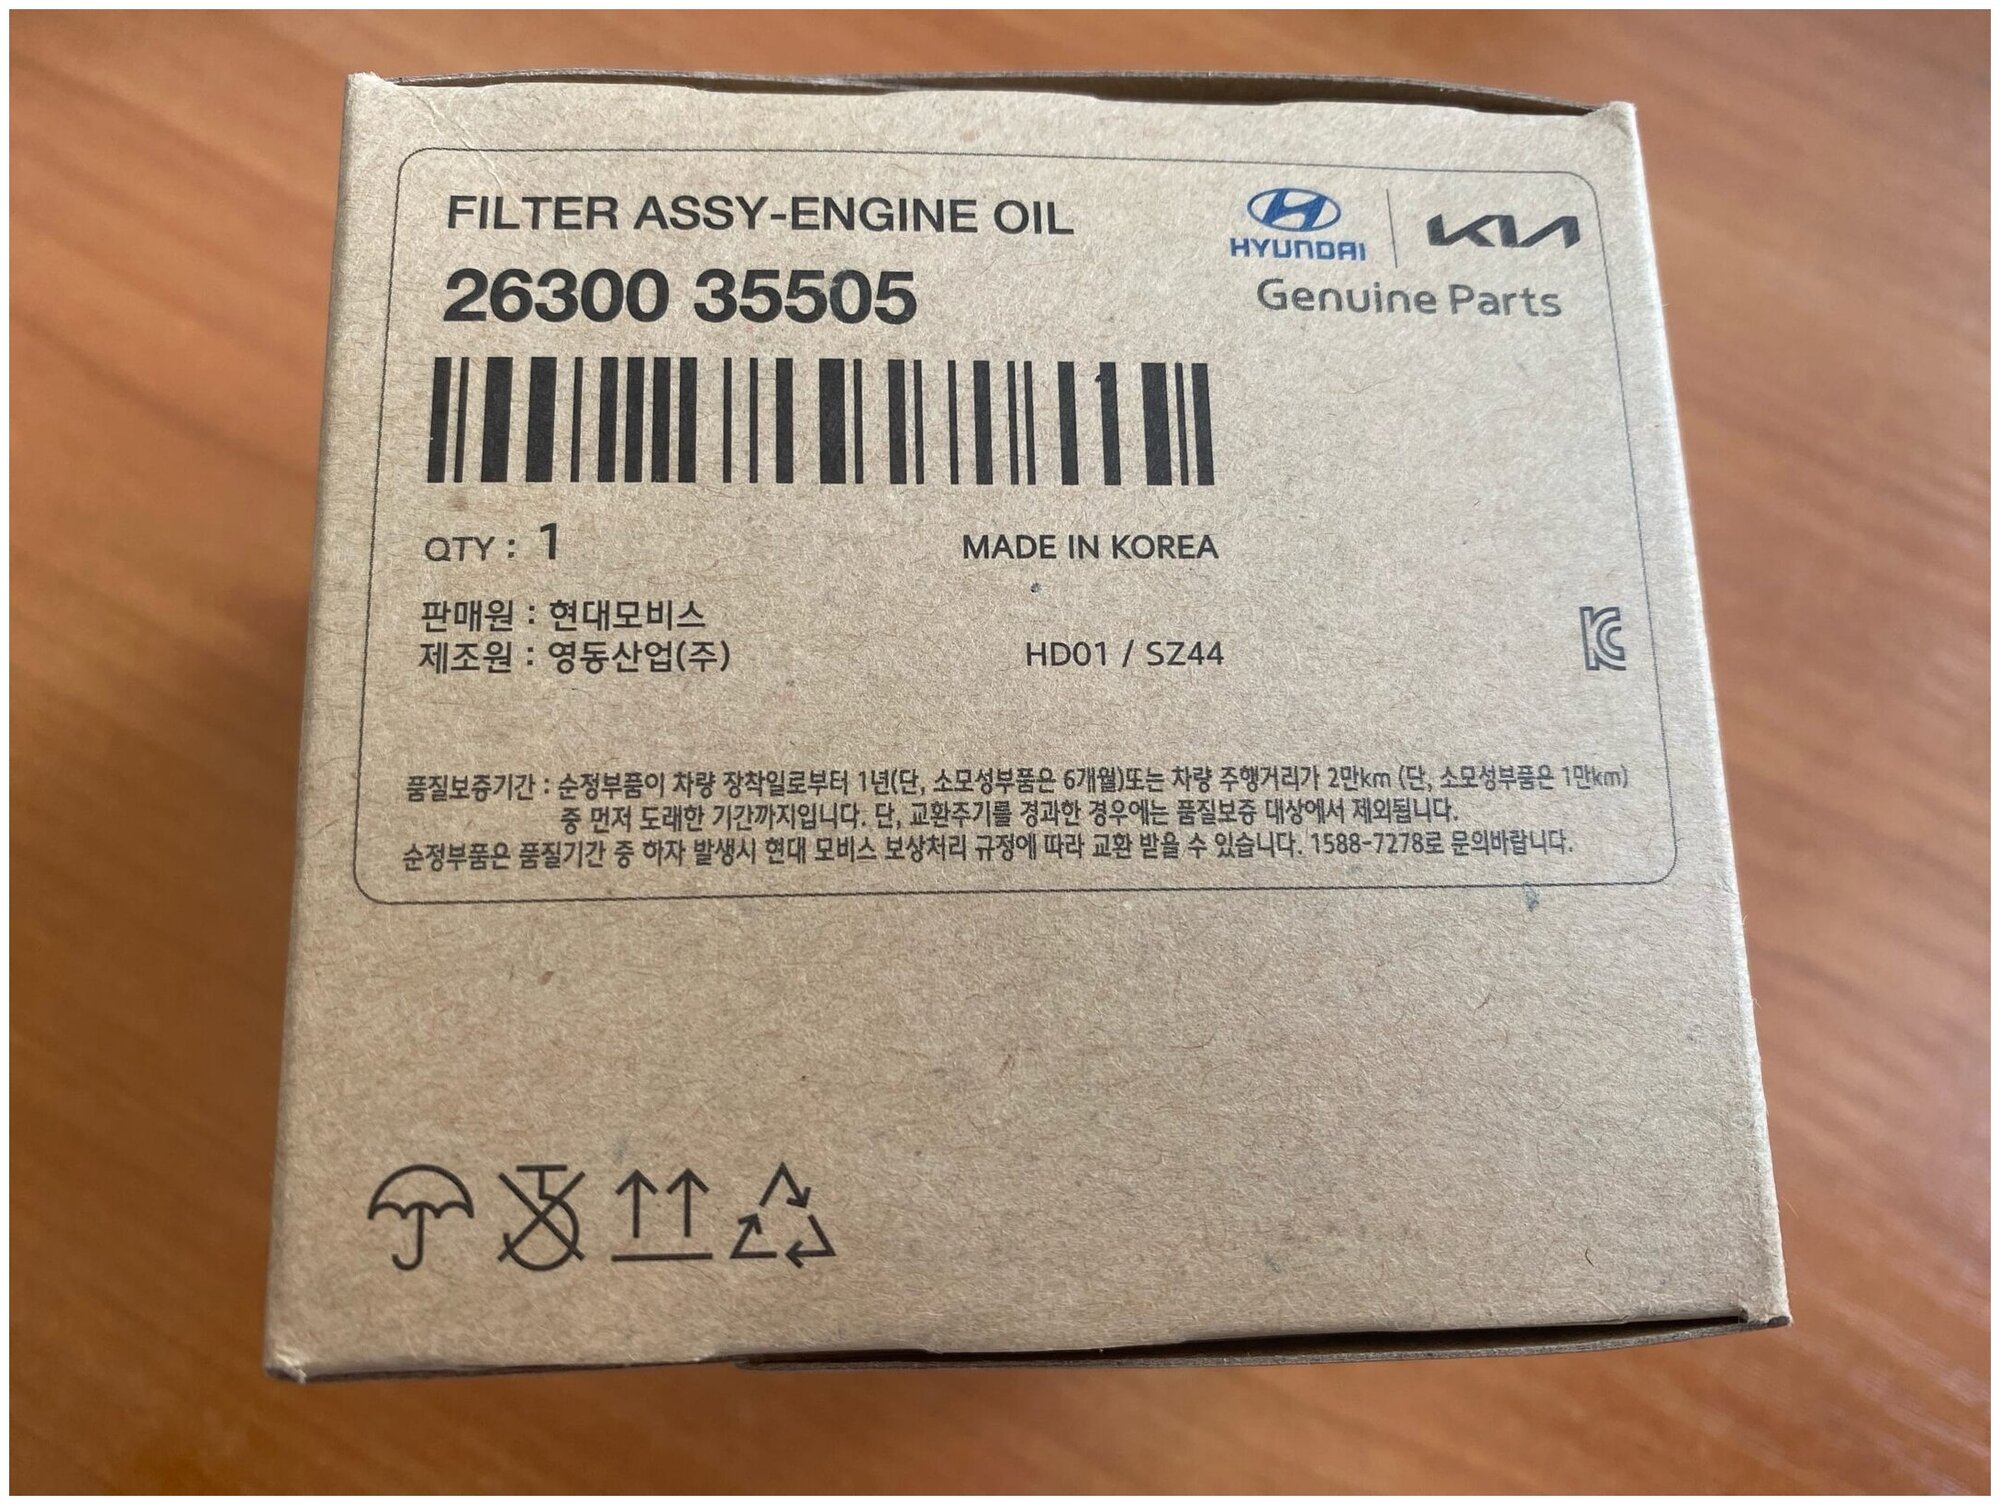 FILTER ASSY-ENGINE OIL
HYUNDAI
KIA
26300 35505
Genuine Parts
QTY : 1
MADE IN KOREA
판매원 : 현대모비스
제조원 : 영동산업(주)
HD01 / SZ44
품질보증기간 : 순정부품이 차량 장착일로부터 1년(단, 소모성부품은 6개월)또는 차량 주행거리가 2만km (단, 소모성부품은 1만km)
중 먼저 도래한 기간까지입니다. 단, 교환주기를 경과한 경우에는 품질보증 대상에서 제외됩니다.
순정부품은 품질기간 중 하자 발생시 현대 모비스 보상처리 규정에 따라 교환 받을 수 있습니다. 1588-7278로 문의바랍니다.